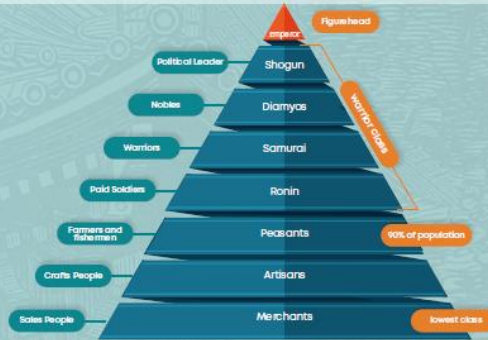 Figurehead
emperor
Political Leader
Shogun
Nobles
Diamyos
warrior class
Warriors
Samurai
Paid Soldiers
Ronin
Farmers and
fishermen
Peasants
90% of population
Crafts People
Artisans
Sales People
Merchants
lowest class